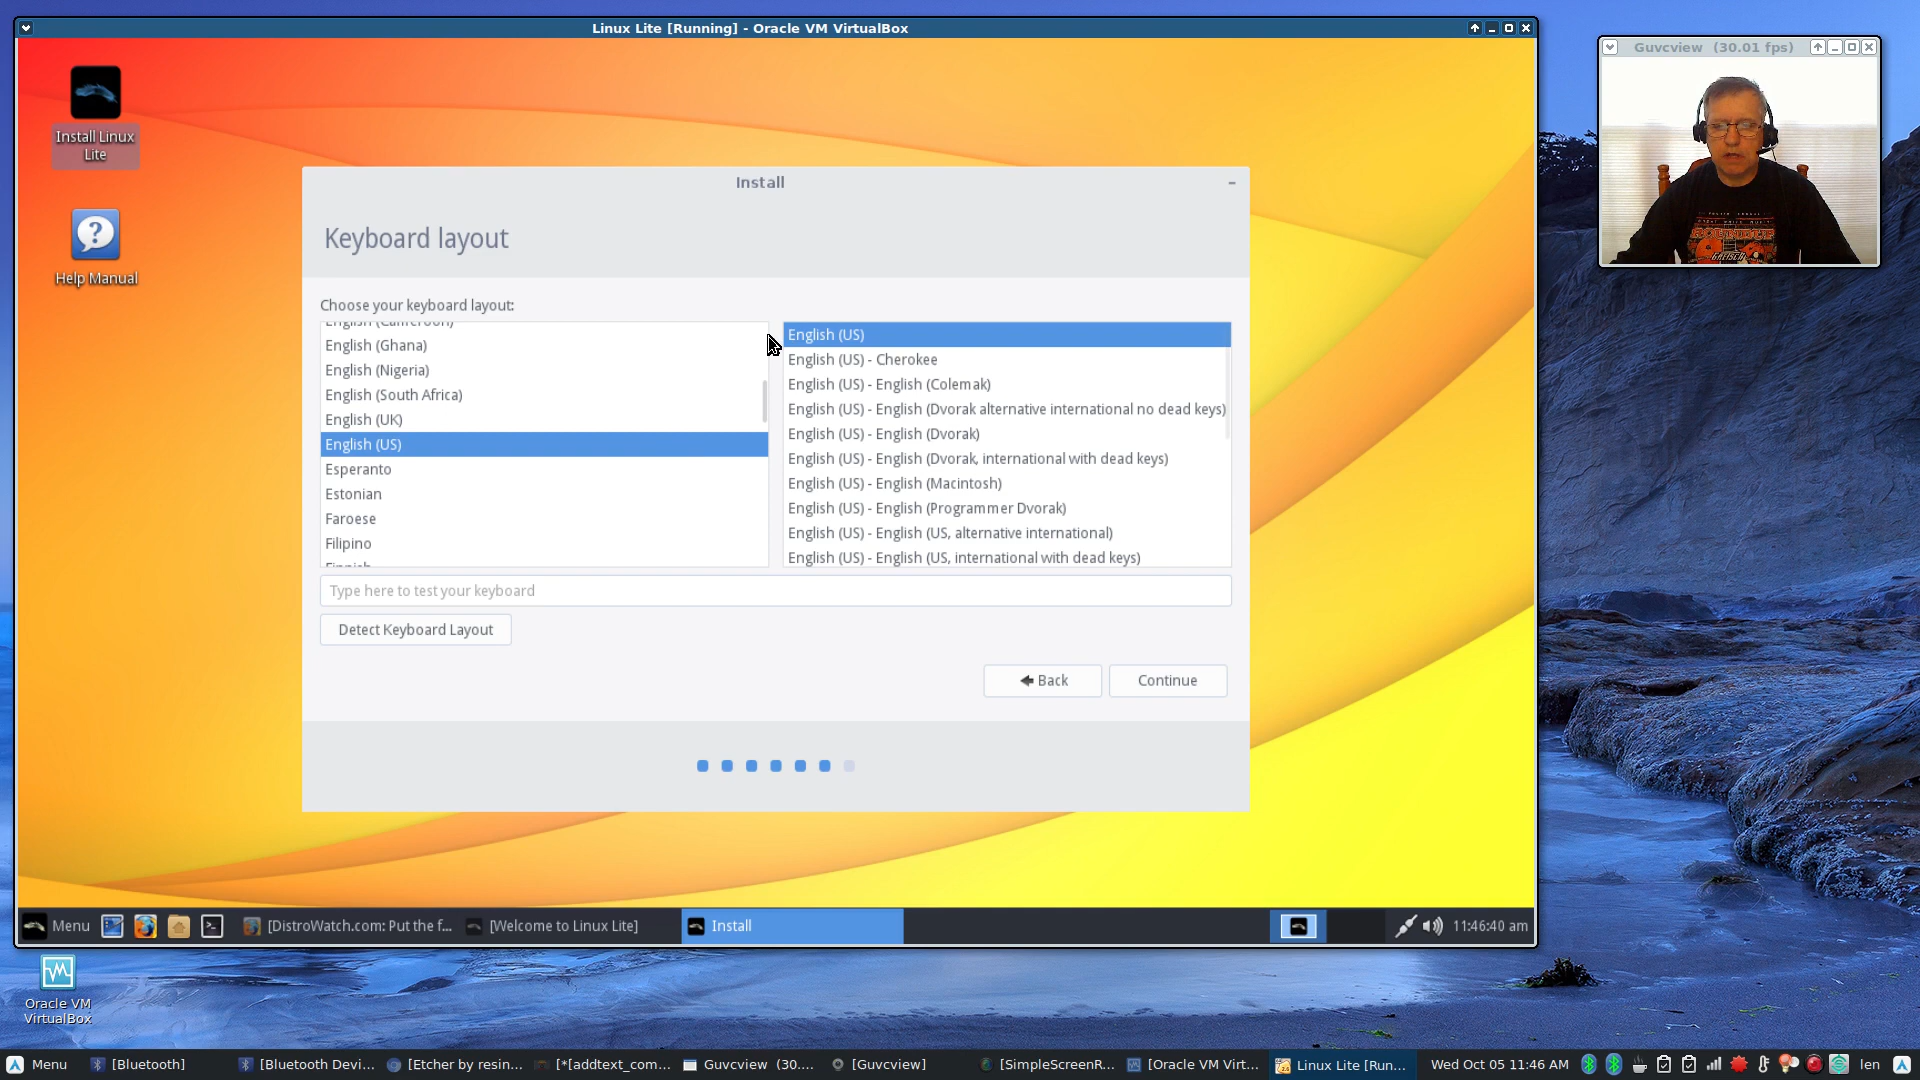 Linux Lite [Running] - Oracle VM VirtualBox
Guvcview (30.01 fps)
Install Linux
Lite
Help Manual
Install
Keyboard layout
Choose your keyboard layout:
English (Cameroon)
English (Ghana)
English (Nigeria)
English (South Africa)
English (UK)
English (US)
Esperanto
Estonian
Faroese
Filipino
Finnish
English (US)
English (US) - Cherokee
English (US) - English (Colemak)
English (US) - English (Dvorak alternative international no dead keys)
English (US) - English (Dvorak)
English (US) - English (Dvorak, international with dead keys)
English (US) - English (Macintosh)
English (US) - English (Programmer Dvorak)
English (US) - English (US, alternative international)
English (US) - English (US, international with dead keys)
Type here to test your keyboard
Detect Keyboard Layout
Back
Continue
ROUNDUP
GRETSCH
Menu
[DistroWatch.com: Put the f...
[Welcome to Linux Lite]
Install
11:46:40 am
Oracle VM
VirtualBox
Menu
[Bluetooth]
[Bluetooth Devi...
[Etcher by resin...
[*[addtext_com...
Guvcview (30....
[Guvcview]
[SimpleScreenR...
[Oracle VM Virt...
Linux Lite [Run...
Wed Oct 05 11:46 AM
len